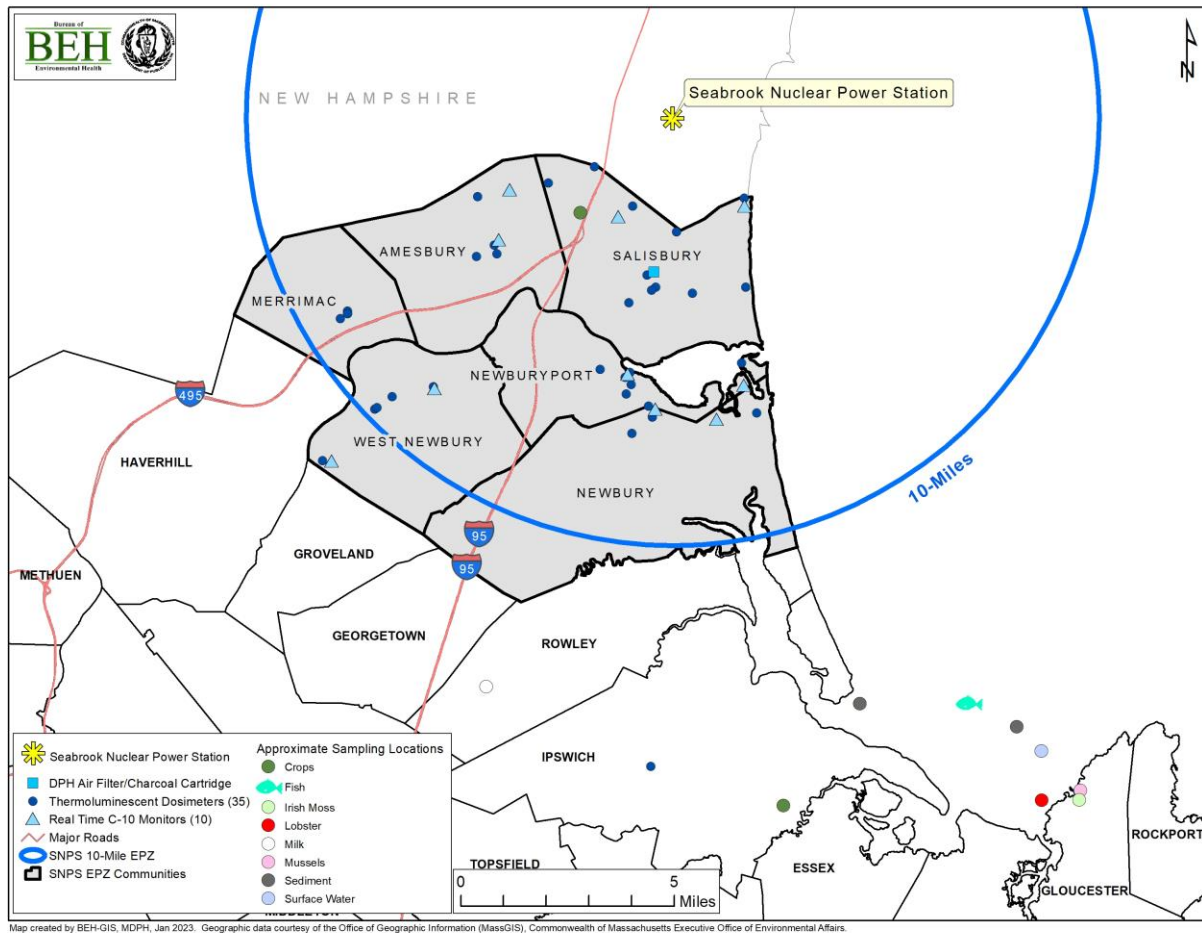 Bureau of
BEH
Environmental Health
N
NEW HAMPSHIRE
Seabrook Nuclear Power Station
AMESBURY
SALISBURY
MERRIMAC
NEWBURYPORT
495
WEST NEWBURY
HAVERHILL
NEWBURY
10-Miles
95
GROVELAND
95
METHUEN
GEORGETOWN
ROWLEY
IPSWICH
ROCKPORT
TOPSFIELD
ESSEX
GLOUCESTER
MIDDLETON
Seabrook Nuclear Power Station
DPH Air Filter/Charcoal Cartridge
Thermoluminescent Dosimeters (35)
Real Time C-10 Monitors (10)
Major Roads
SNPS 10-Mile EPZ
SNPS EPZ Communities
Approximate Sampling Locations
Crops
Fish
Irish Moss
Lobster
Milk
Mussels
Sediment
Surface Water
0 5
Miles
Map created by BEH-GIS, MDPH, Jan 2023. Geographic data courtesy of the Office of Geographic Information (MassGIS), Commonwealth of Massachusetts Executive Office of Environmental Affairs.